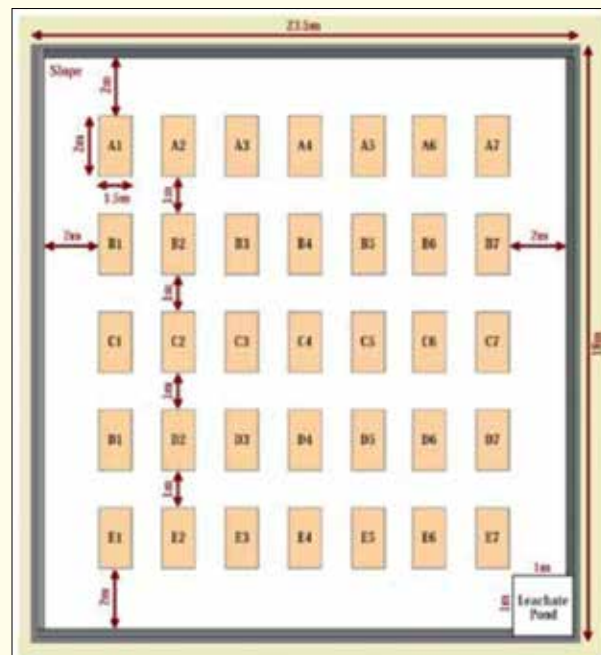 23.5m
Slope
2m
2m
A1 A2 A3 A4 A5 A6 A7
1.5m
1m
2m
B1 B2 B3 B4 B5 B6 B7
2m
1m
18m
C1 C2 C3 C4 C5 C6 C7
1m
D1 D2 D3 D4 D5 D6 D7
1m
E1 E2 E3 E4 E5 E6 E7
2m
1m
1m
Leachate
Pond